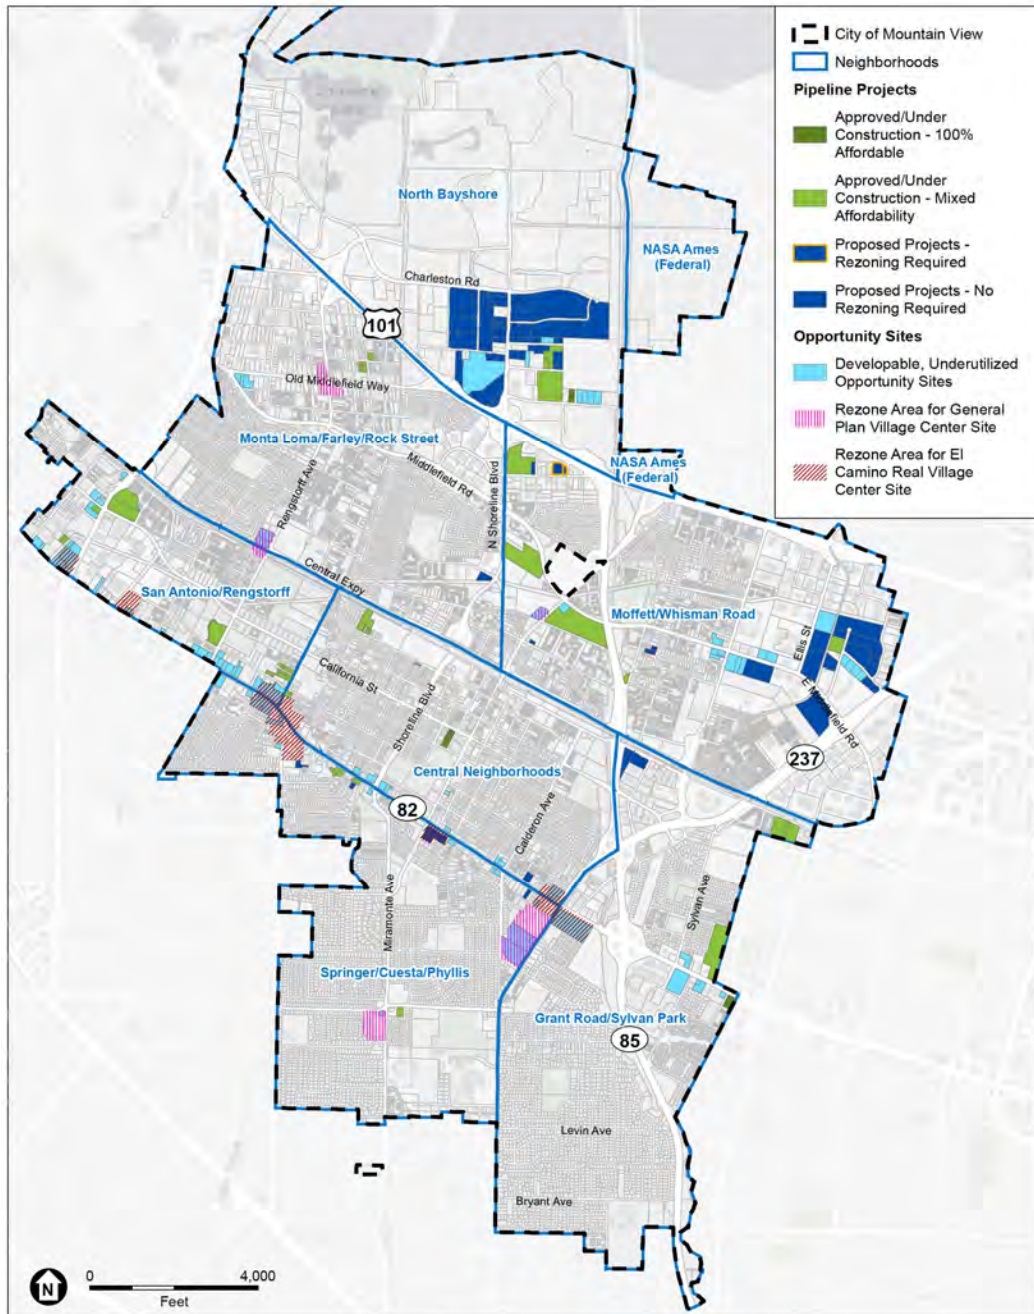 City of Mountain View
Neighborhoods
Pipeline Projects
Approved/Under
Construction - 100%
Affordable
Approved/Under
Construction - Mixed
Affordability
Proposed Projects -
Rezoning Required
Proposed Projects - No
Rezoning Required
Opportunity Sites
Developable, Underutilized
Opportunity Sites
Rezone Area for General
Plan Village Center Site
Rezone Area for El
Camino Real Village
Center Site
North Bayshore
NASA Ames
(Federal)
Charleston Rd
101
Old Middlefield Way
Monta Loma/Farley/Rock Street
Middlefield Rd
Rengstorff Ave
N Shoreline Blvd
NASA Ames
(Federal)
Central Expy
San Antonio/Rengstorff
Moffett/Whisman Road
Ellis St
E Middlefield Rd
California St
Shoreline Blvd
237
Central Neighborhoods
82
Calderon Ave
Sylvan Ave
Miramonte Ave
Springer/Cuesta/Phyllis
Grant Road/Sylvan Park
85
Levin Ave
Bryant Ave
N
0 4,000
Feet